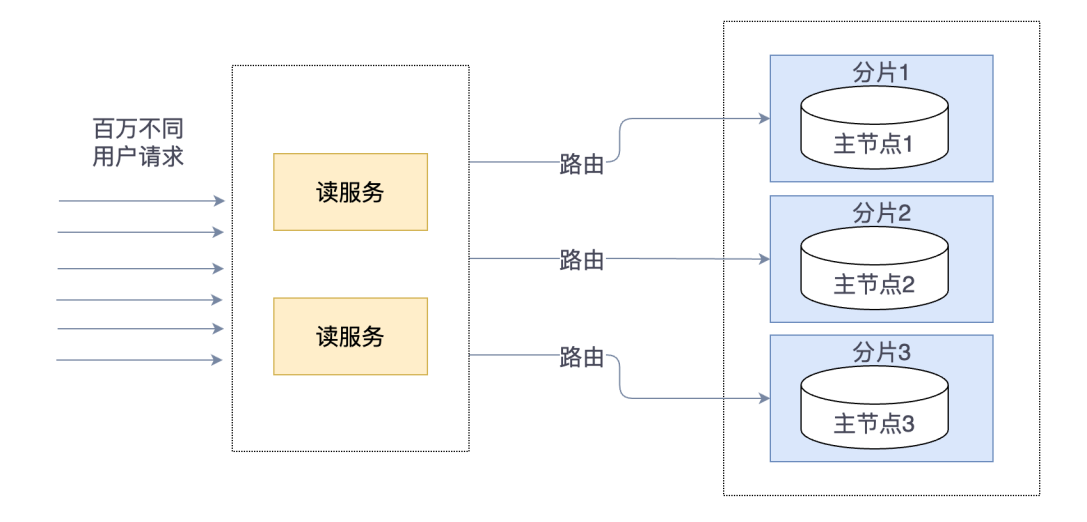 百万不同
用户请求
读服务
读服务
路由
路由
路由
分片1
主节点1
分片2
主节点2
分片3
主节点3